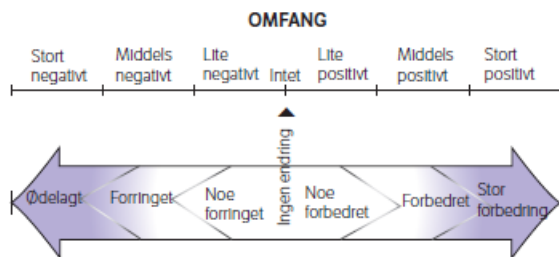 OMFANG
Stort Middels Lite Lite Middels Stort
negativt negativt negativt Intet positivt positivt positivt
Ingen endring
Ødelagt Forringet Noe Noe Forbedret Stor
forringet forbedret forbedring